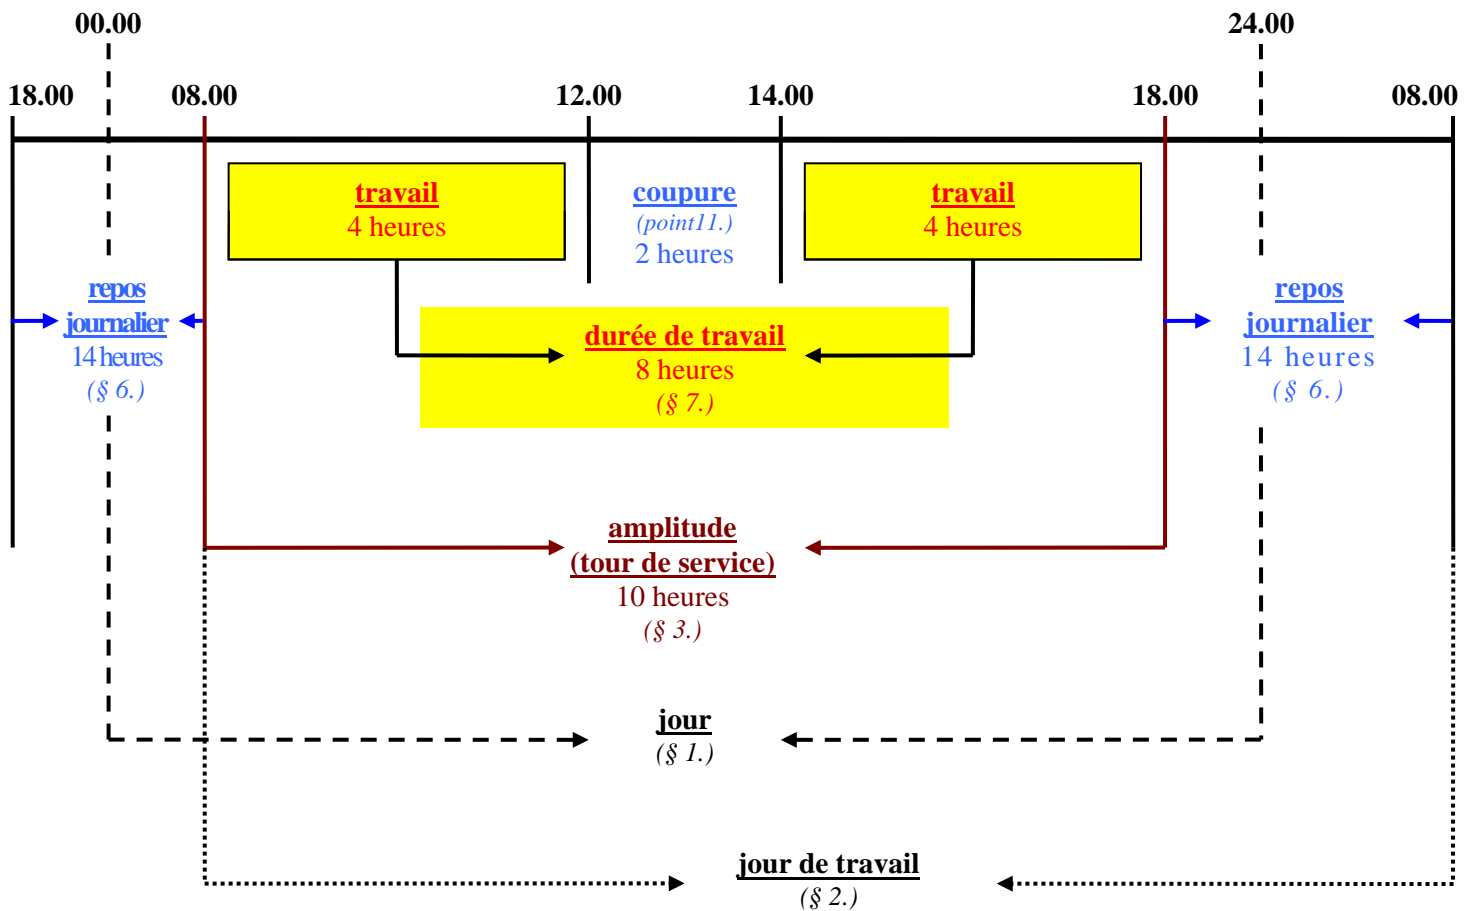 00.00 24.00
18.00 08.00 12.00 14.00 18.00 08.00
travail
4 heures
coupure
(point11.)
2 heures
travail
4 heures
repos
journalier
14 heures
(§ 6.)
durée de travail
8 heures
(§ 7.)
repos
journalier
14 heures
(§ 6.)
amplitude
(tour de service)
10 heures
(§ 3.)
jour
(§ 1.)
jour de travail
(§ 2.)